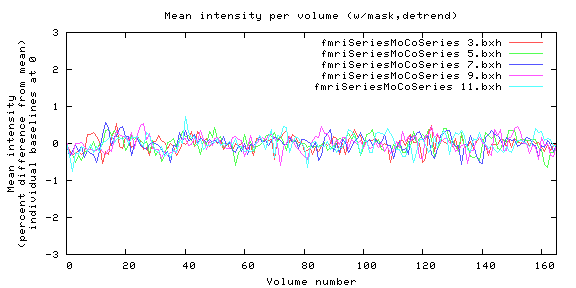 Mean intensity per volume (w/mask,detrend)
fmriSeriesMoCoSeries 3.bxh
fmriSeriesMoCoSeries 5.bxh
fmriSeriesMoCoSeries 7.bxh
fmriSeriesMoCoSeries 9.bxh
fmriSeriesMoCoSeries 11.bxh
Mean intensity
(percent difference from mean)
individual baselines at 0
3
2
1
0
-1
-2
-3
0 20 40 60 80 100 120 140 160
Volume number